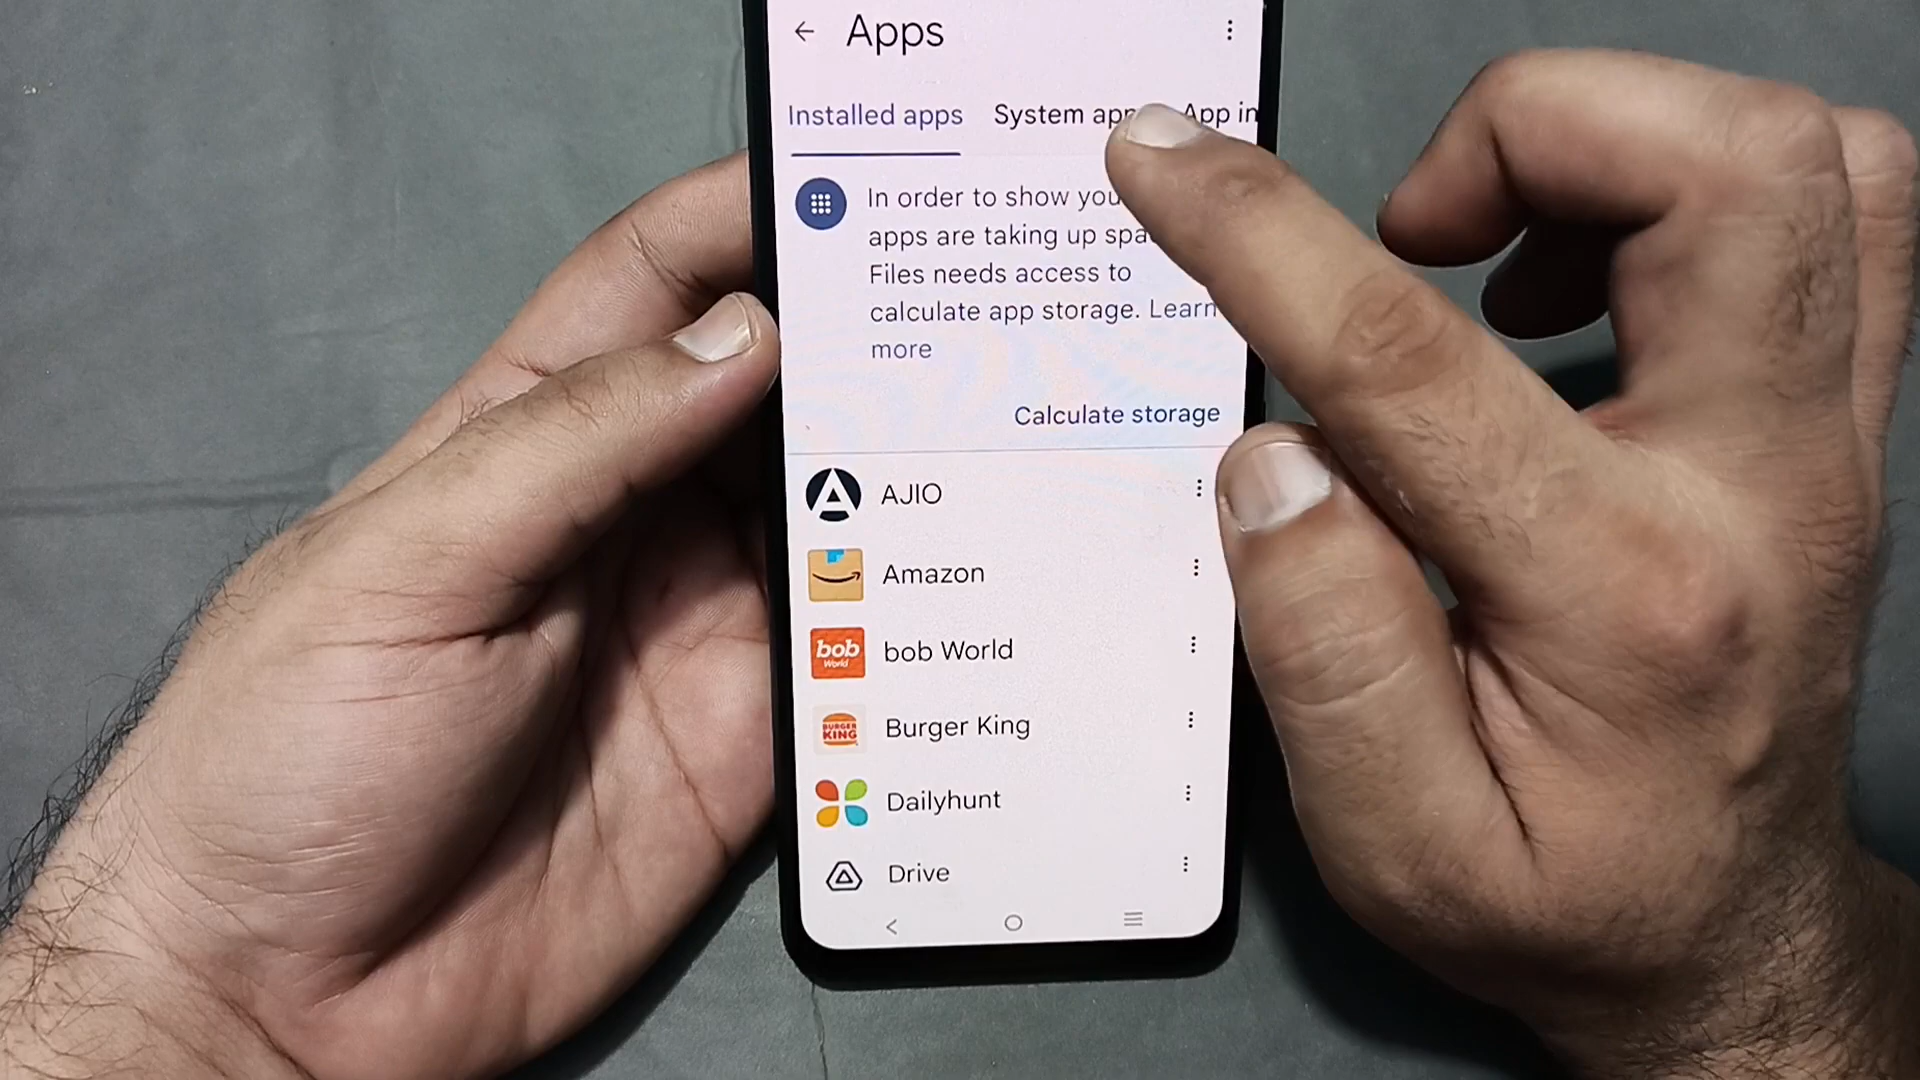 Apps
Installed apps System app App in
In order to show you
apps are taking up spa
Files needs access to
calculate app storage. Learn
more
Calculate storage
AJIO
Amazon
bob
World
bob World
BURGER
KING
Burger King
Dailyhunt
Drive